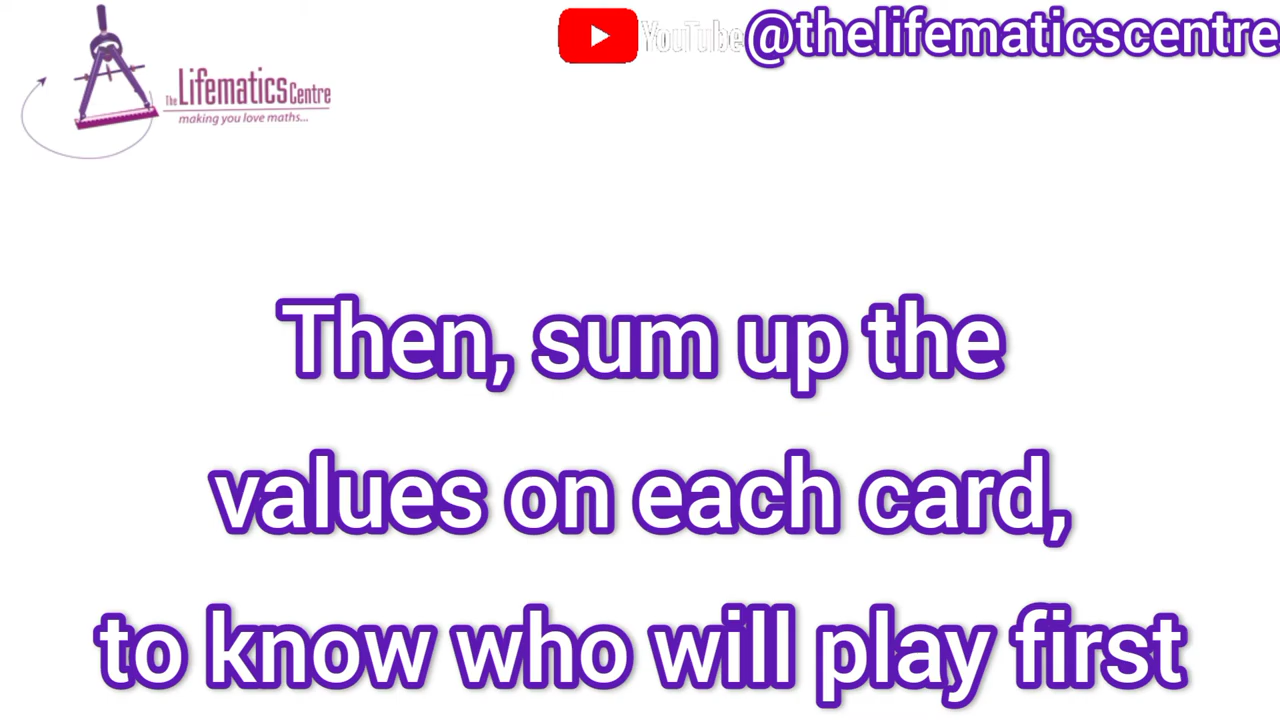 The Lifematics Centre
making you love maths...
YouTube @thelifematicscentre
Then, sum up the
values on each card,
to know who will play first